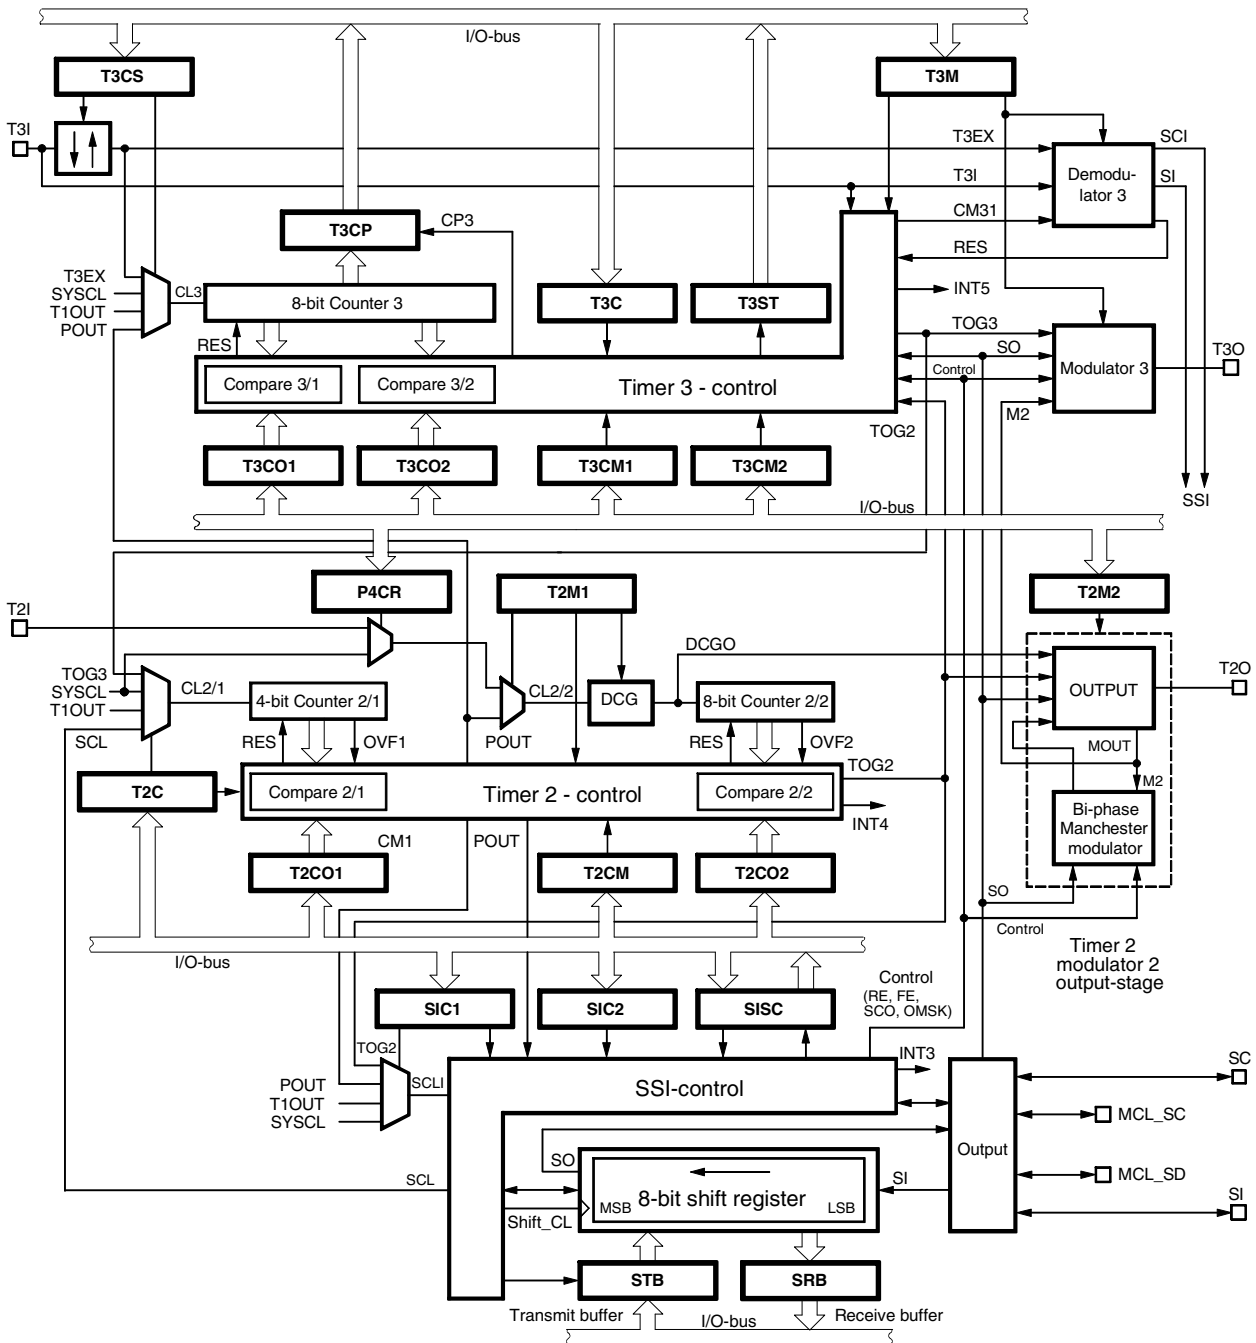 I/O-bus
T3CS
T3M
T3I
T3EX
SCI
Demodu-
lator 3
T3I
SI
T3CP
CP3
CM31
RES
T3EX
SYSCL
T1OUT
POUT
CL3
8-bit Counter 3
T3C
T3ST
INT5
RES
TOG3
SO
Modulator 3
T3O
Compare 3/1
Compare 3/2
Timer 3 - control
Control
M2
TOG2
T3CO1
T3CO2
T3CM1
T3CM2
SSI
I/O-bus
P4CR
T2M1
T2M2
T2I
DCGO
TOG3
SYSCL
T1OUT
SCL
CL2/1
4-bit Counter 2/1
CL2/2
DCG
8-bit Counter 2/2
OUTPUT
T2O
RES
OVF1
POUT
RES
OVF2
MOUT
TOG2
T2C
Compare 2/1
Timer 2 - control
Compare 2/2
M2
INT4
Bi-phase
Manchester
modulator
CM1
POUT
T2CO1
T2CM
T2CO2
SO
Control
I/O-bus
Timer 2
modulator 2
output-stage
Control
(RE, FE,
SCO, OMSK)
SIC1
SIC2
SISC
TOG2
INT3
POUT
T1OUT
SYSCL
SCLI
SSI-control
SC
MCL_SC
Output
SO
SCL
SI
MCL_SD
8-bit shift register
MSB
LSB
SI
Shift_CL
STB
SRB
Transmit buffer
I/O-bus
Receive buffer